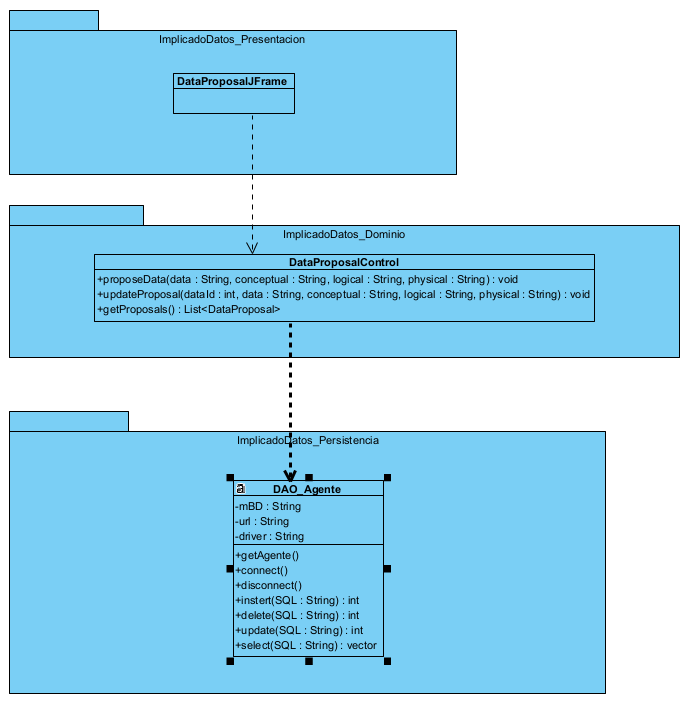 ImplicadoDatos_Presentacion
DataProposalJFrame
ImplicadoDatos_Dominio
DataProposalControl
+proposeData(data : String, conceptual : String, logical : String, physical : String) : void
+updateProposal(dataId : int, data : String, conceptual : String, logical : String, physical : String) : void
+getProposals() : List<DataProposal>
ImplicadoDatos_Persistencia
a
DAO_Agente
-mBD : String
-url : String
-driver : String
+getAgente()
+connect()
+disconnect()
+instert(SQL : String) : int
+delete(SQL : String) : int
+update(SQL : String) : int
+select(SQL : String) : vector